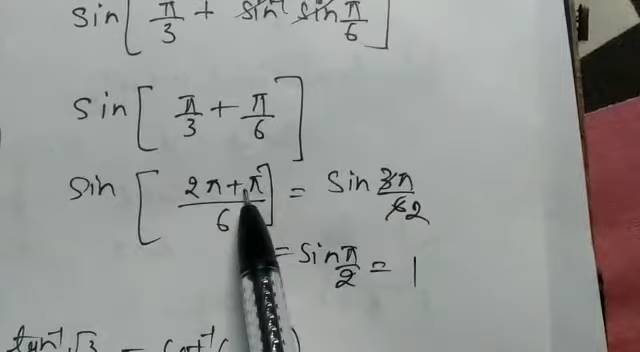 sin[ π/3 + sin⁻¹ sin π/6 ]
sin[ π/3 + π/6 ]
sin [ (2π+π)/6 ] = sin 3π/6 2
= sin π/2 = 1
tan⁻¹ √3 = cot⁻¹(